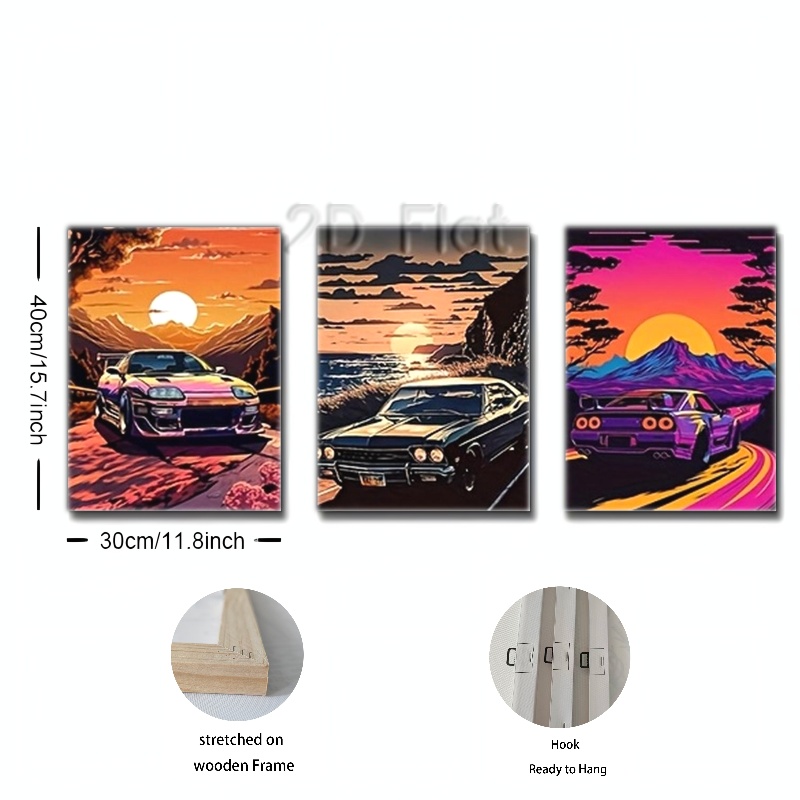 2D Flat
40cm/15.7inch
30cm/11.8inch
stretched on
wooden Frame
Hook
Ready to Hang